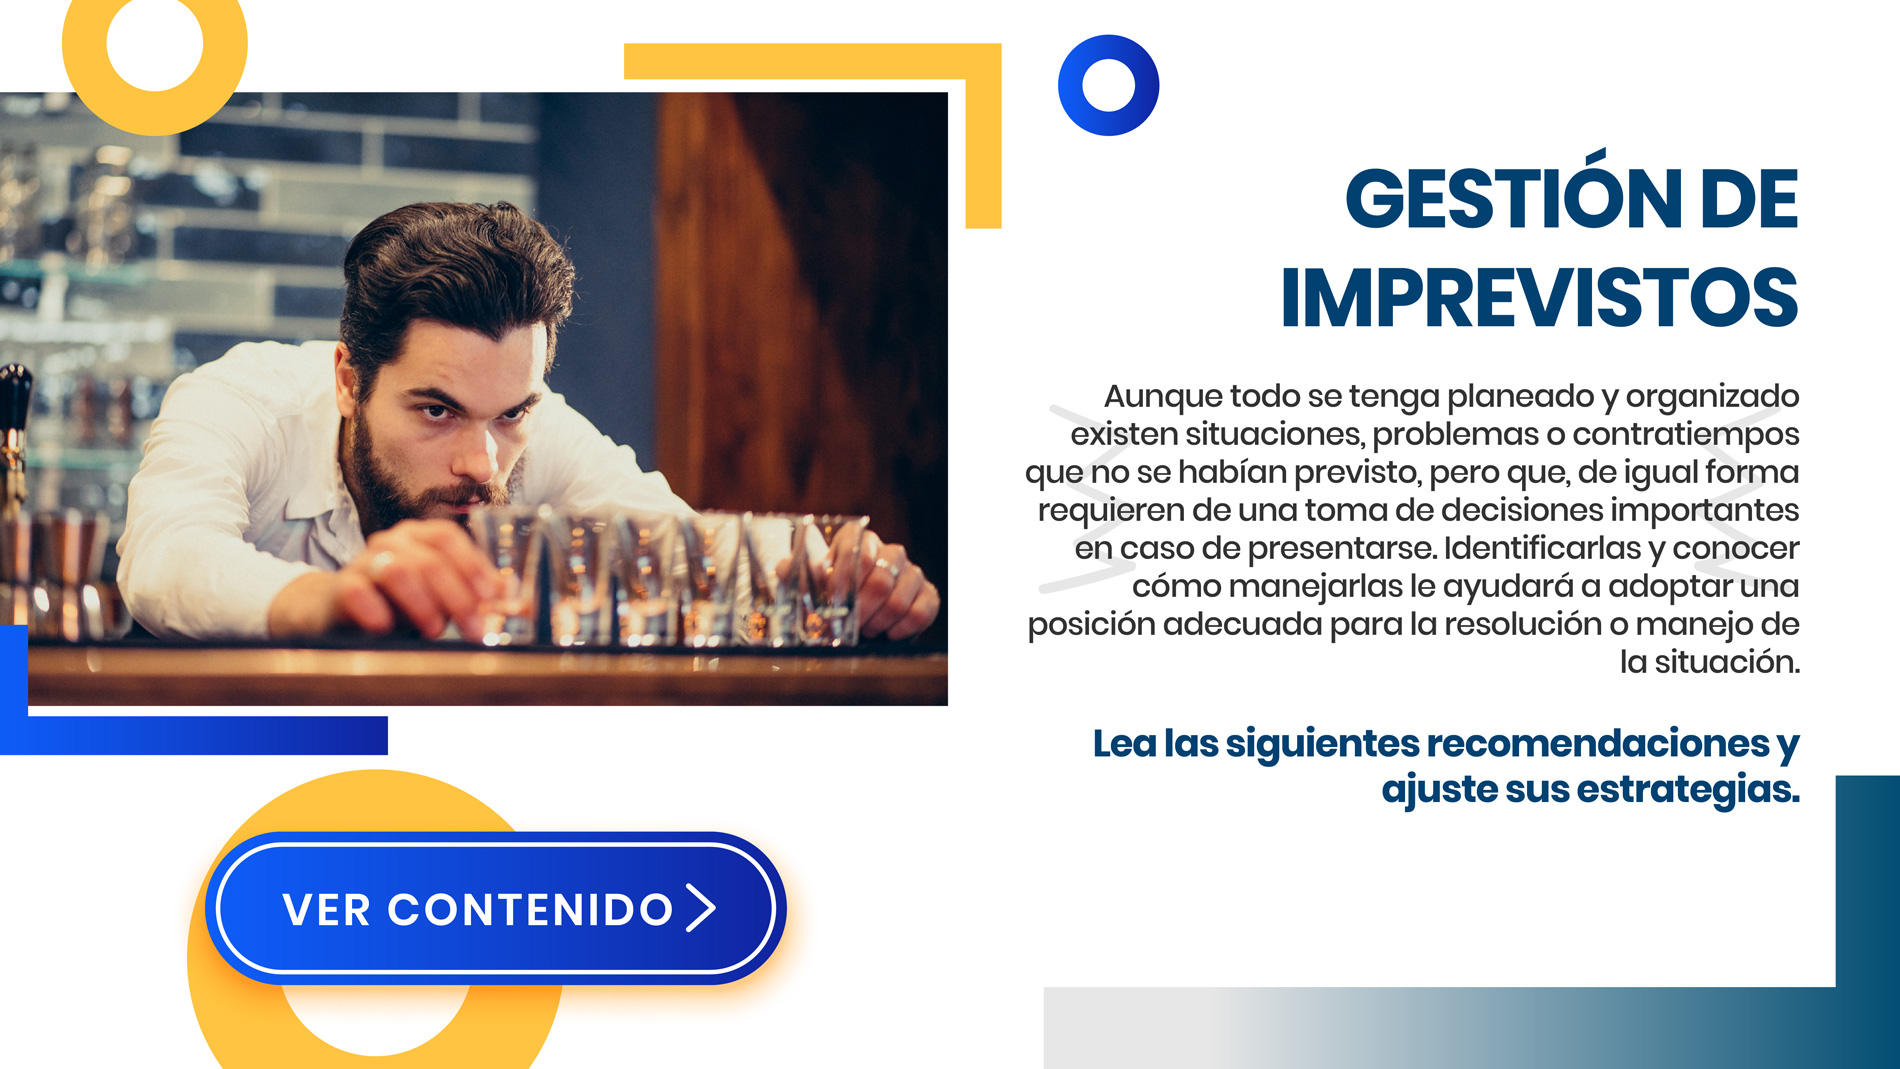 GESTIÓN DE
IMPREVISTOS
Aunque todo se tenga planeado y organizado
existen situaciones, problemas o contratiempos
que no se habían previsto, pero que, de igual forma
requieren de una toma de decisiones importantes
en caso de presentarse. Identificarlas y conocer
cómo manejarlas le ayudará a adoptar una
posición adecuada para la resolución o manejo de
la situación.
Lea las siguientes recomendaciones y
ajuste sus estrategias.
VER CONTENIDO